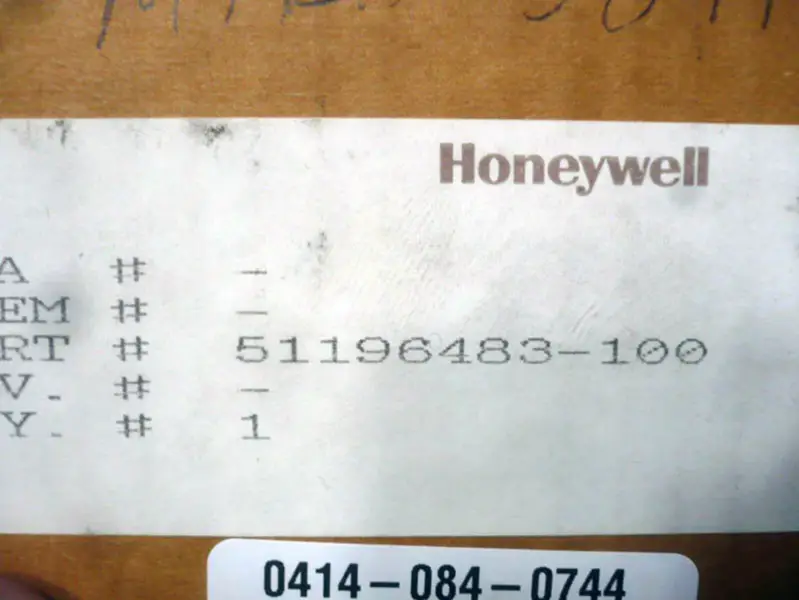 Honeywell
A # -
EM # -
RT # 51196483-100
V. # -
Y. # 1
0414-084-0744